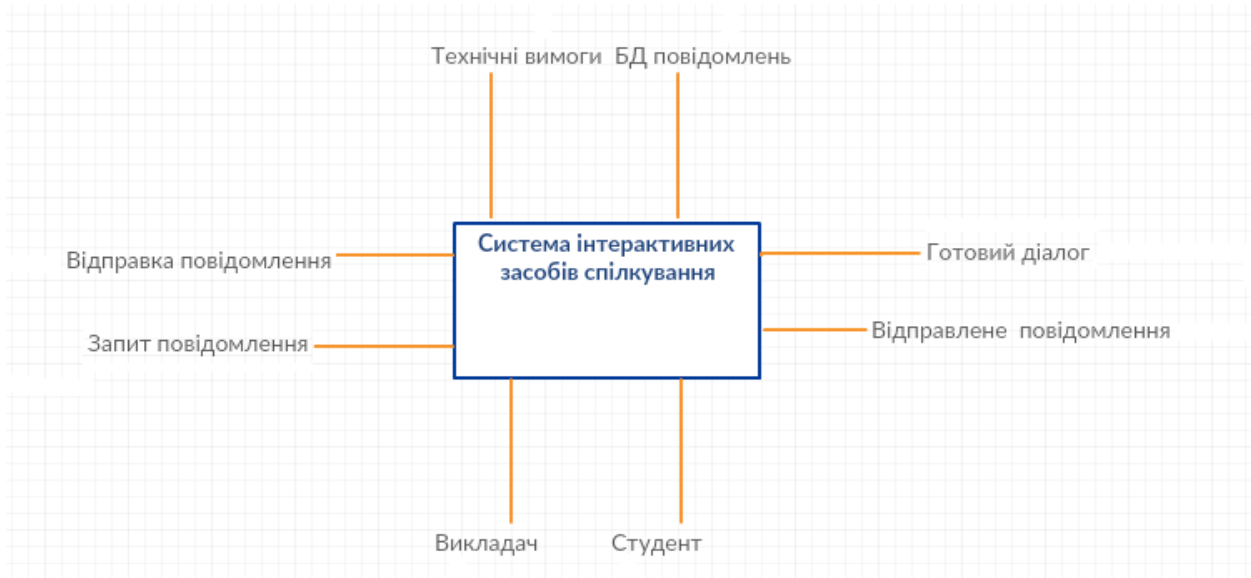 Технічні вимоги БД повідомлень
Система інтерактивних
засобів спілкування
Відправка повідомлення
Готовий діалог
Запит повідомлення
Відправлене повідомлення
Викладач Студент